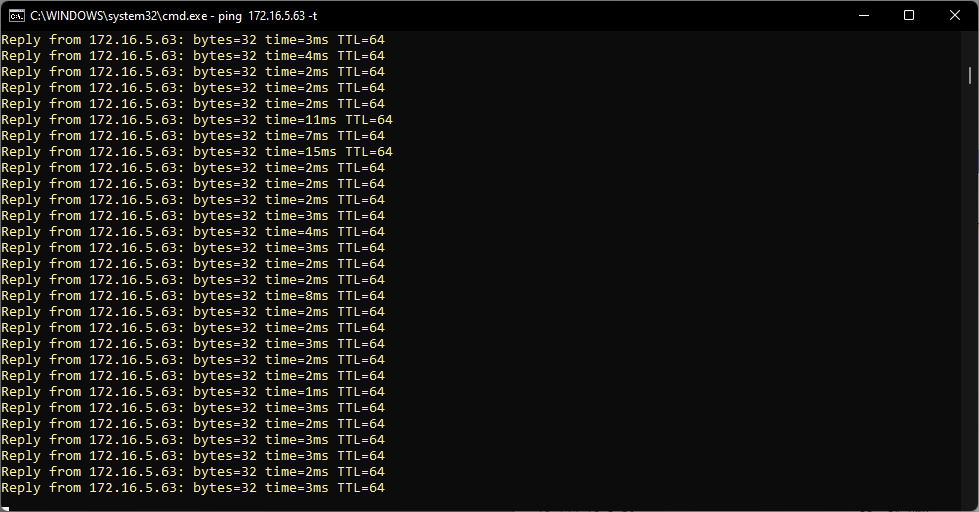 C:\WINDOWS\system32\cmd.exe - ping  172.16.5.63 -t
Reply from 172.16.5.63: bytes=32 time=3ms TTL=64
Reply from 172.16.5.63: bytes=32 time=4ms TTL=64
Reply from 172.16.5.63: bytes=32 time=2ms TTL=64
Reply from 172.16.5.63: bytes=32 time=2ms TTL=64
Reply from 172.16.5.63: bytes=32 time=2ms TTL=64
Reply from 172.16.5.63: bytes=32 time=11ms TTL=64
Reply from 172.16.5.63: bytes=32 time=7ms TTL=64
Reply from 172.16.5.63: bytes=32 time=15ms TTL=64
Reply from 172.16.5.63: bytes=32 time=2ms TTL=64
Reply from 172.16.5.63: bytes=32 time=2ms TTL=64
Reply from 172.16.5.63: bytes=32 time=2ms TTL=64
Reply from 172.16.5.63: bytes=32 time=3ms TTL=64
Reply from 172.16.5.63: bytes=32 time=4ms TTL=64
Reply from 172.16.5.63: bytes=32 time=3ms TTL=64
Reply from 172.16.5.63: bytes=32 time=2ms TTL=64
Reply from 172.16.5.63: bytes=32 time=2ms TTL=64
Reply from 172.16.5.63: bytes=32 time=8ms TTL=64
Reply from 172.16.5.63: bytes=32 time=2ms TTL=64
Reply from 172.16.5.63: bytes=32 time=2ms TTL=64
Reply from 172.16.5.63: bytes=32 time=3ms TTL=64
Reply from 172.16.5.63: bytes=32 time=2ms TTL=64
Reply from 172.16.5.63: bytes=32 time=2ms TTL=64
Reply from 172.16.5.63: bytes=32 time=1ms TTL=64
Reply from 172.16.5.63: bytes=32 time=3ms TTL=64
Reply from 172.16.5.63: bytes=32 time=2ms TTL=64
Reply from 172.16.5.63: bytes=32 time=3ms TTL=64
Reply from 172.16.5.63: bytes=32 time=3ms TTL=64
Reply from 172.16.5.63: bytes=32 time=2ms TTL=64
Reply from 172.16.5.63: bytes=32 time=3ms TTL=64